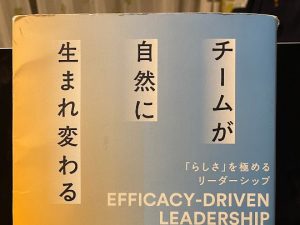 チームが
自然に
生まれ変わる
「らしさ」を極める
リーダーシップ
EFFICACY-DRIVEN
LEADERSHIP